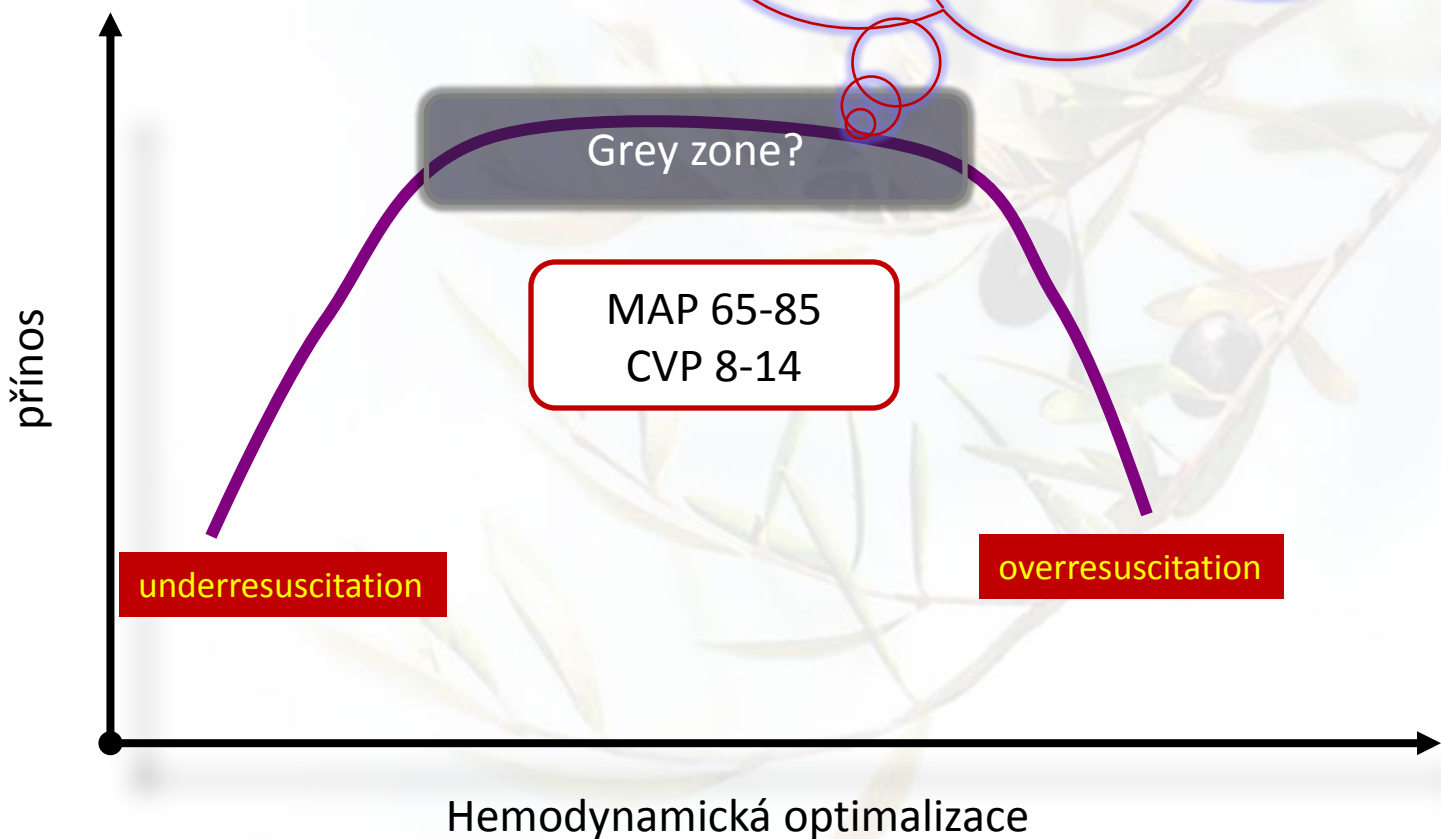 Grey zone?
MAP 65-85
CVP 8-14
přínos
underresuscitation
overresuscitation
Hemodynamická optimalizace